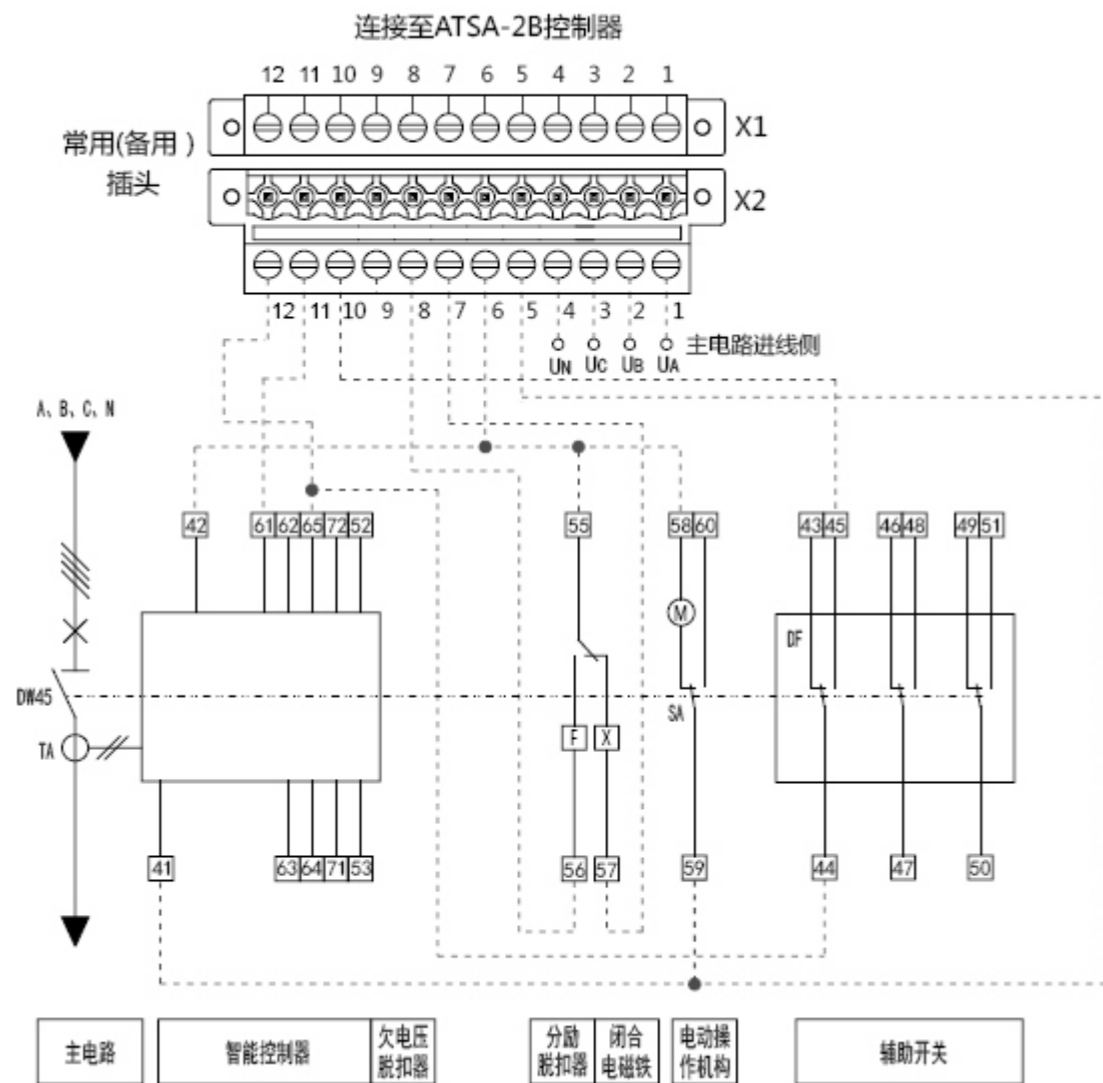 连接至ATSA-2B控制器
12 11 10 9 8 7 6 5 4 3 2 1
X1
常用(备用)
插头
X2
12 11 10 9 8 7 6 5 4 3 2 1
UN UC UB UA 主电路进线侧
A、B、C、N
42 61 62 65 72 52 55 58 60 43 45 46 48 49 51
M
DF
DW45
SA
TA
F X
41 63 64 71 53 56 57 59 44 47 50
主电路 智能控制器 欠电压 分励 闭合 电动操 辅助开关
脱扣器 脱扣器 电磁铁 作机构